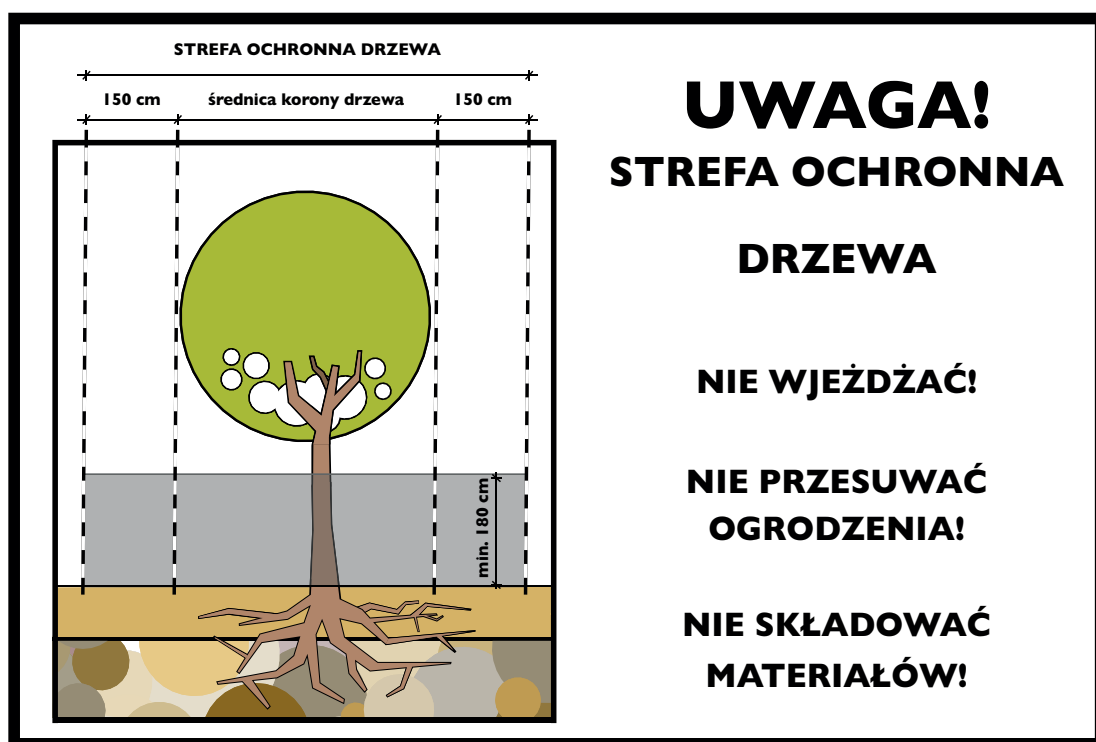 STREFA OCHRONNA DRZEWA
150 cm
średnica korony drzewa
150 cm
min. 180 cm
UWAGA!
STREFA OCHRONNA
DRZEWA
NIE WJEŻDŻAĆ!
NIE PRZESUWAĆ
OGRODZENIA!
NIE SKŁADOWAĆ
MATERIAŁÓW!